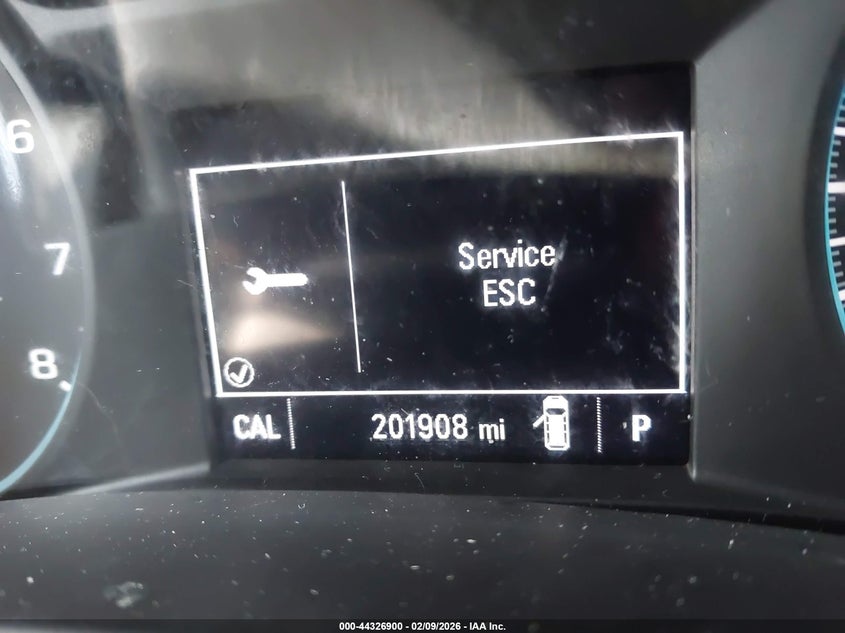 6
7
8
Service
ESC
CAL 201908 mi P
000-44326900 - 02/09/2026 - IAA Inc.